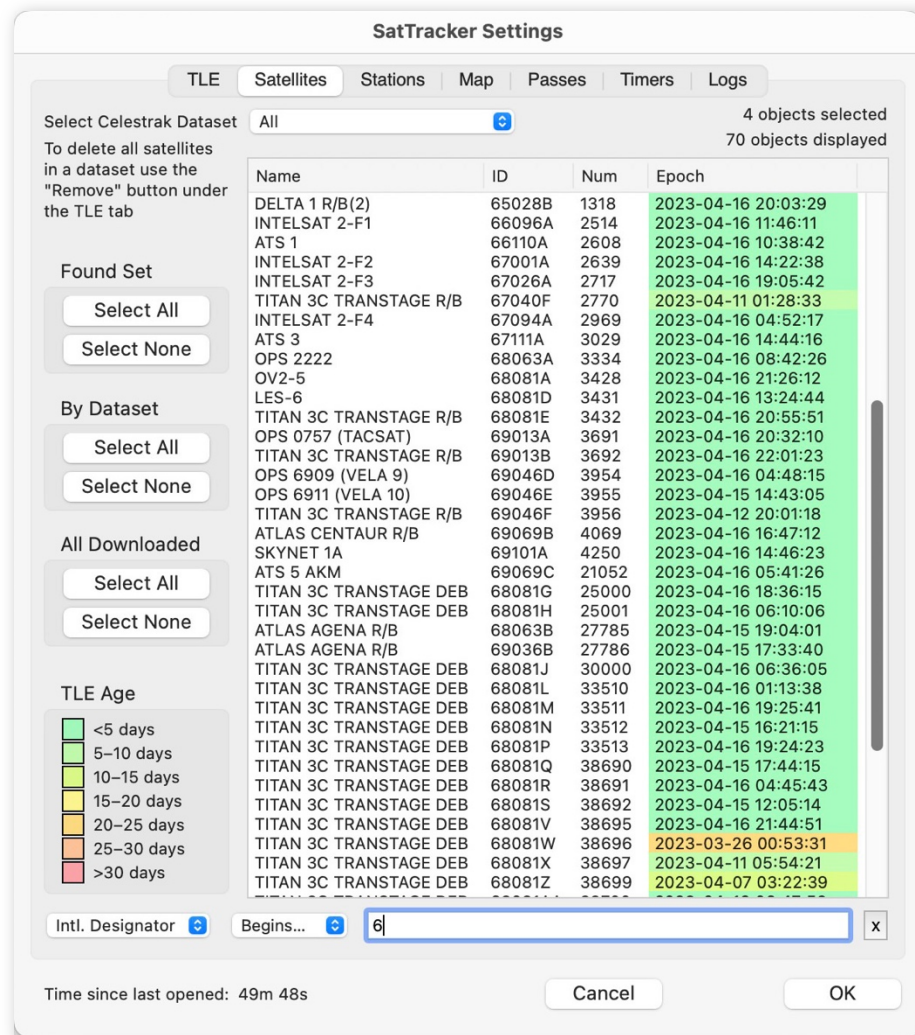 SatTracker Settings
TLE Satellites Stations Map Passes Timers Logs
Select Celestrak Dataset All
4 objects selected
70 objects displayed
To delete all satellites
in a dataset use the
"Remove" button under
the TLE tab
Found Set
Select All
Select None
By Dataset
Select All
Select None
All Downloaded
Select All
Select None
TLE Age
<5 days
5–10 days
10–15 days
15–20 days
20–25 days
25–30 days
>30 days
Name ID Num Epoch
DELTA 1 R/B(2) 65028B 1318 2023-04-16 20:03:29
INTELSAT 2-F1 66096A 2514 2023-04-16 11:46:11
ATS 1 66110A 2608 2023-04-16 10:38:42
INTELSAT 2-F2 67001A 2639 2023-04-16 14:22:38
INTELSAT 2-F3 67026A 2717 2023-04-16 19:05:42
TITAN 3C TRANSTAGE R/B 67040F 2770 2023-04-11 01:28:33
INTELSAT 2-F4 67094A 2969 2023-04-16 04:52:17
ATS 3 67111A 3029 2023-04-16 14:44:16
OPS 2222 68063A 3334 2023-04-16 08:42:26
OV2-5 68081A 3428 2023-04-16 21:26:12
LES-6 68081D 3431 2023-04-16 13:24:44
TITAN 3C TRANSTAGE R/B 68081E 3432 2023-04-16 20:55:51
OPS 0757 (TACSAT) 69013A 3691 2023-04-16 20:32:10
TITAN 3C TRANSTAGE R/B 69013B 3692 2023-04-16 22:01:23
OPS 6909 (VELA 9) 69046D 3954 2023-04-16 04:48:15
OPS 6911 (VELA 10) 69046E 3955 2023-04-15 14:43:05
TITAN 3C TRANSTAGE R/B 69046F 3956 2023-04-12 20:01:18
ATLAS CENTAUR R/B 69069B 4069 2023-04-16 16:47:12
SKYNET 1A 69101A 4250 2023-04-16 14:46:23
ATS 5 AKM 69069C 21052 2023-04-16 05:41:26
TITAN 3C TRANSTAGE DEB 68081G 25000 2023-04-16 18:36:15
TITAN 3C TRANSTAGE DEB 68081H 25001 2023-04-16 06:10:06
ATLAS AGENA R/B 68063B 27785 2023-04-15 19:04:01
ATLAS AGENA R/B 69036B 27786 2023-04-15 17:33:40
TITAN 3C TRANSTAGE DEB 68081J 30000 2023-04-16 06:36:05
TITAN 3C TRANSTAGE DEB 68081L 33510 2023-04-16 01:13:38
TITAN 3C TRANSTAGE DEB 68081M 33511 2023-04-16 19:25:41
TITAN 3C TRANSTAGE DEB 68081N 33512 2023-04-15 16:21:15
TITAN 3C TRANSTAGE DEB 68081P 33513 2023-04-16 19:24:23
TITAN 3C TRANSTAGE DEB 68081Q 38690 2023-04-15 17:44:15
TITAN 3C TRANSTAGE DEB 68081R 38691 2023-04-16 04:45:43
TITAN 3C TRANSTAGE DEB 68081S 38692 2023-04-15 12:05:14
TITAN 3C TRANSTAGE DEB 68081V 38695 2023-04-16 21:44:51
TITAN 3C TRANSTAGE DEB 68081W 38696 2023-03-26 00:53:31
TITAN 3C TRANSTAGE DEB 68081X 38697 2023-04-11 05:54:21
TITAN 3C TRANSTAGE DEB 68081Z 38699 2023-04-07 03:22:39
Intl. Designator Begins... 6 x
Time since last opened: 49m 48s
Cancel OK